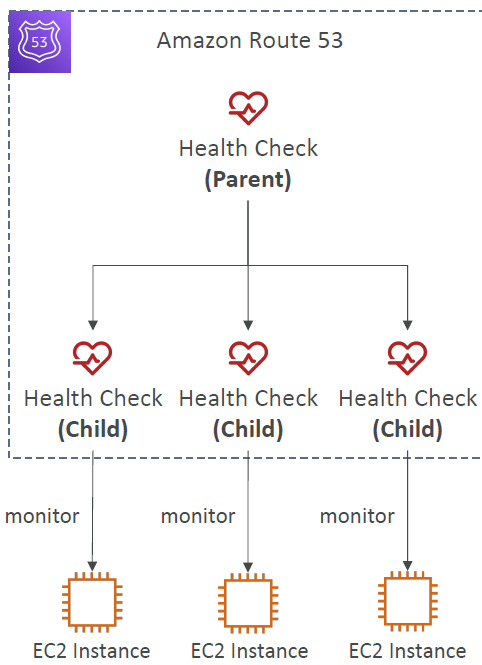 53
Amazon Route 53
Health Check
(Parent)
Health Check
(Child)
Health Check
(Child)
Health Check
(Child)
monitor
monitor
monitor
EC2 Instance
EC2 Instance
EC2 Instance